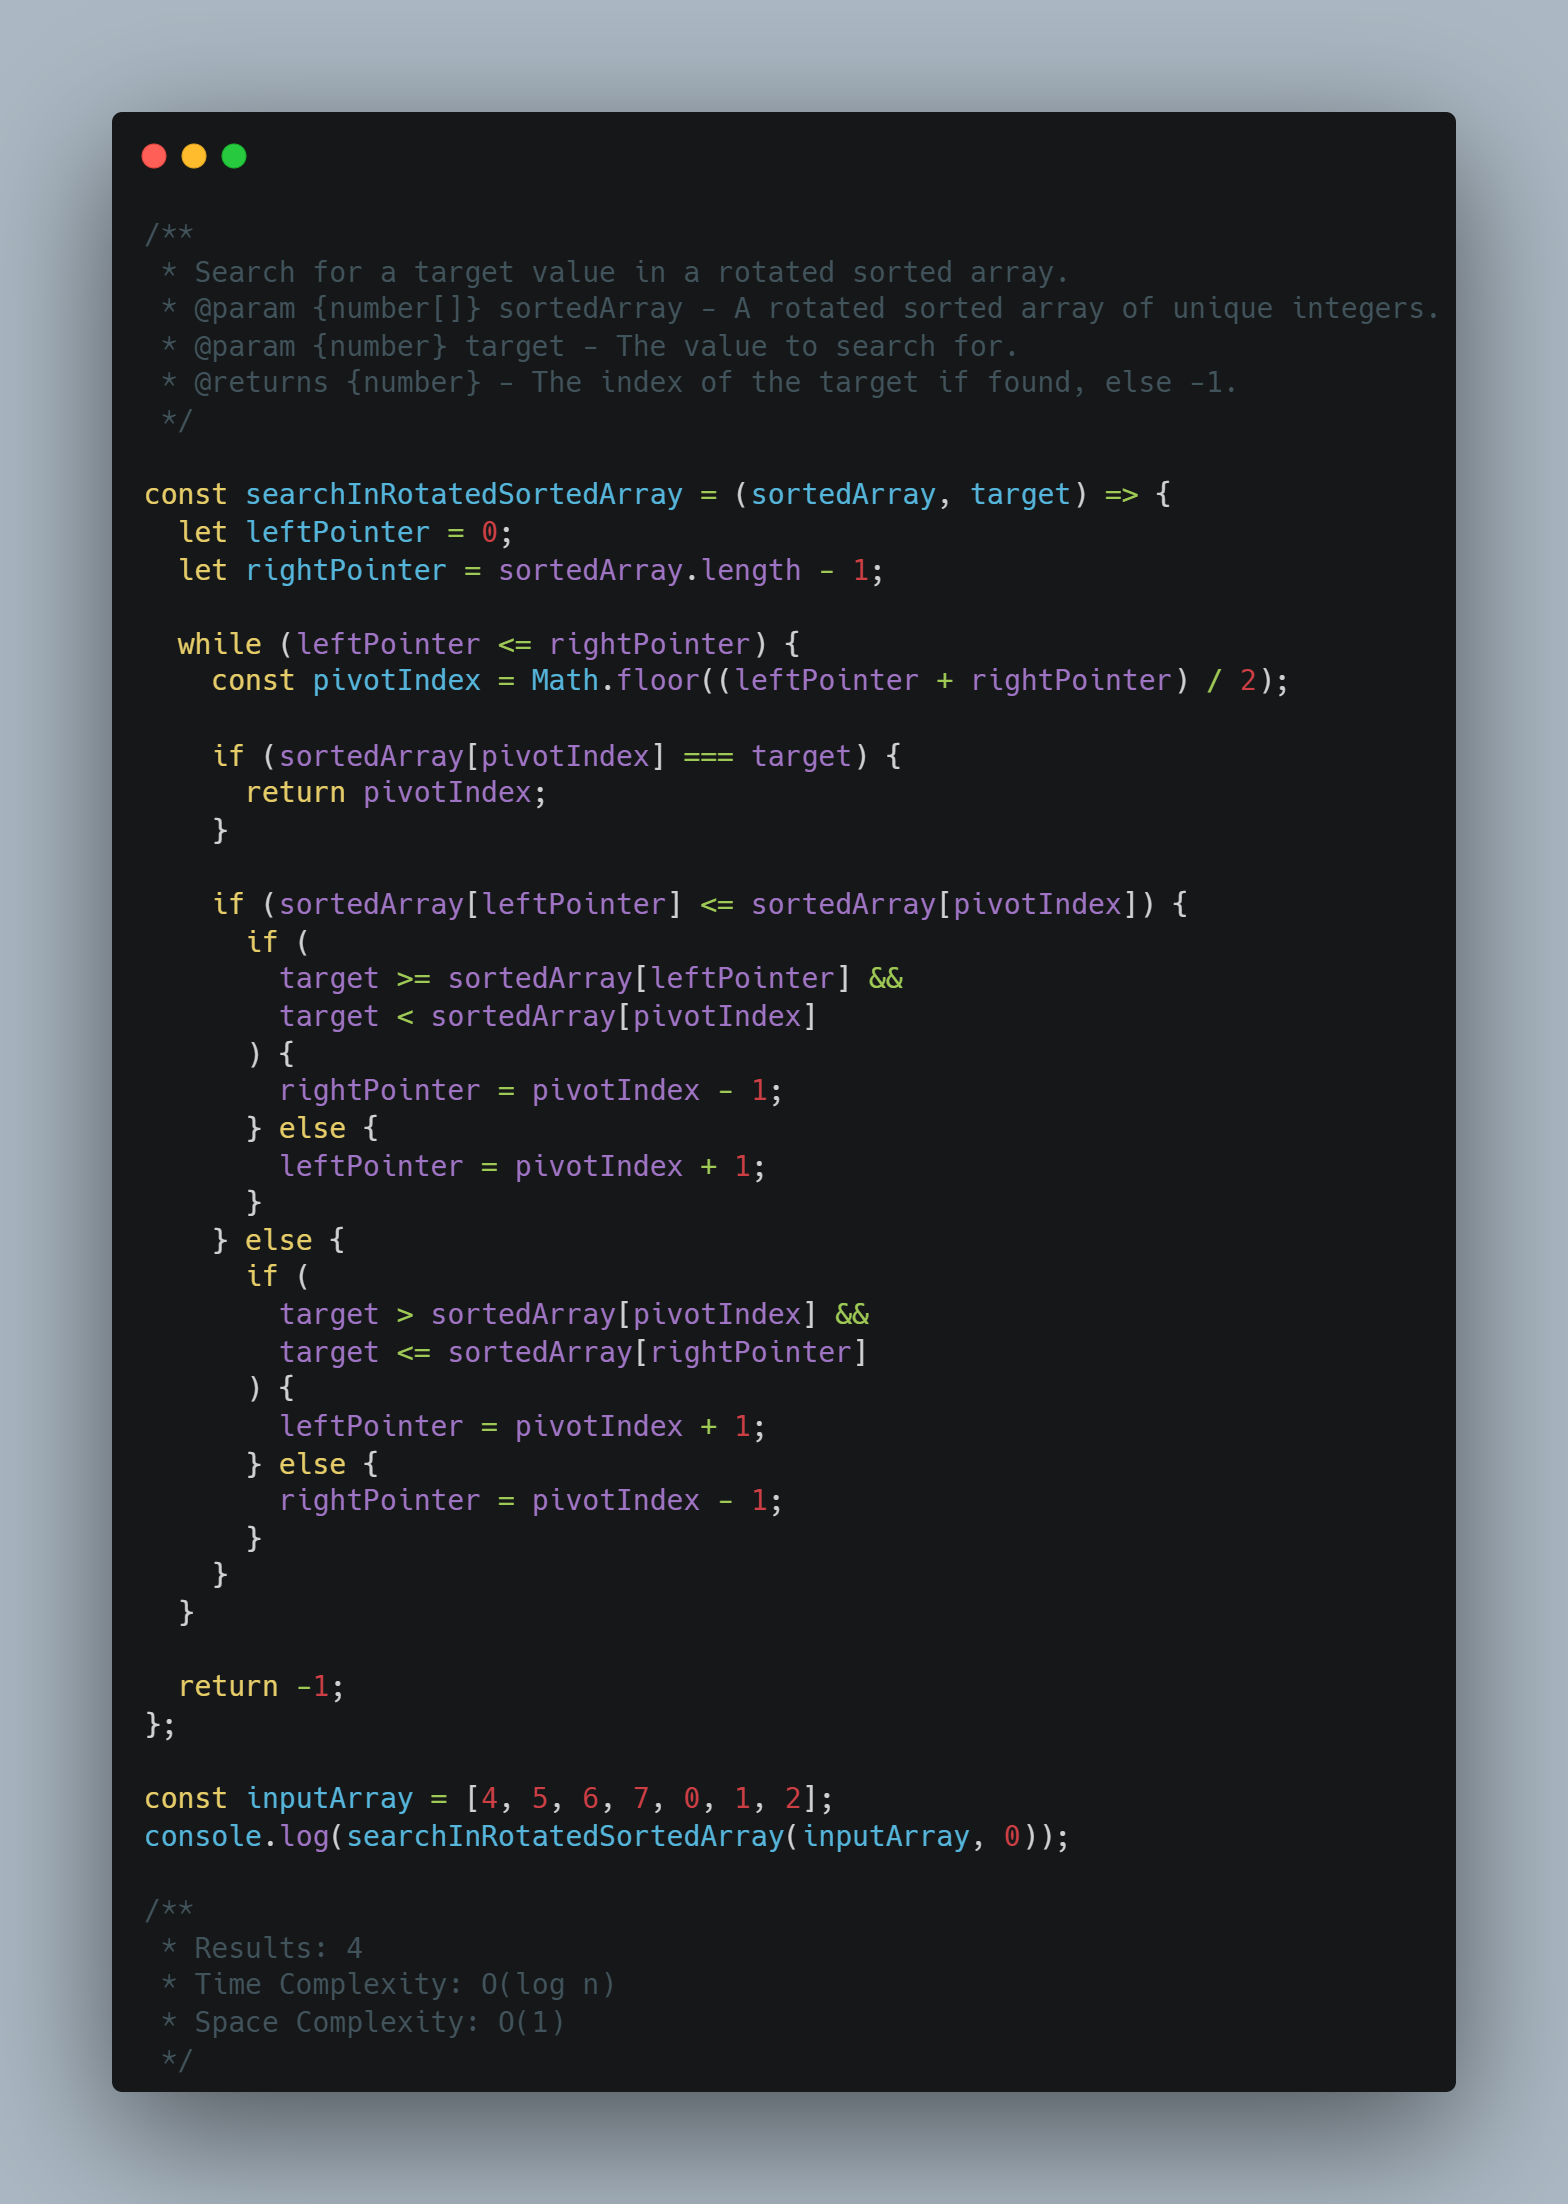 /**
 * Search for a target value in a rotated sorted array.
 * @param {number[]} sortedArray - A rotated sorted array of unique integers.
 * @param {number} target - The value to search for.
 * @returns {number} - The index of the target if found, else -1.
 */

const searchInRotatedSortedArray = (sortedArray, target) => {
  let leftPointer = 0;
  let rightPointer = sortedArray.length - 1;

  while (leftPointer <= rightPointer) {
    const pivotIndex = Math.floor((leftPointer + rightPointer) / 2);

    if (sortedArray[pivotIndex] === target) {
      return pivotIndex;
    }

    if (sortedArray[leftPointer] <= sortedArray[pivotIndex]) {
      if (
        target >= sortedArray[leftPointer] &&
        target < sortedArray[pivotIndex]
      ) {
        rightPointer = pivotIndex - 1;
      } else {
        leftPointer = pivotIndex + 1;
      }
    } else {
      if (
        target > sortedArray[pivotIndex] &&
        target <= sortedArray[rightPointer]
      ) {
        leftPointer = pivotIndex + 1;
      } else {
        rightPointer = pivotIndex - 1;
      }
    }
  }

  return -1;
};

const inputArray = [4, 5, 6, 7, 0, 1, 2];
console.log(searchInRotatedSortedArray(inputArray, 0));

/**
 * Results: 4
 * Time Complexity: O(log n)
 * Space Complexity: O(1)
 */